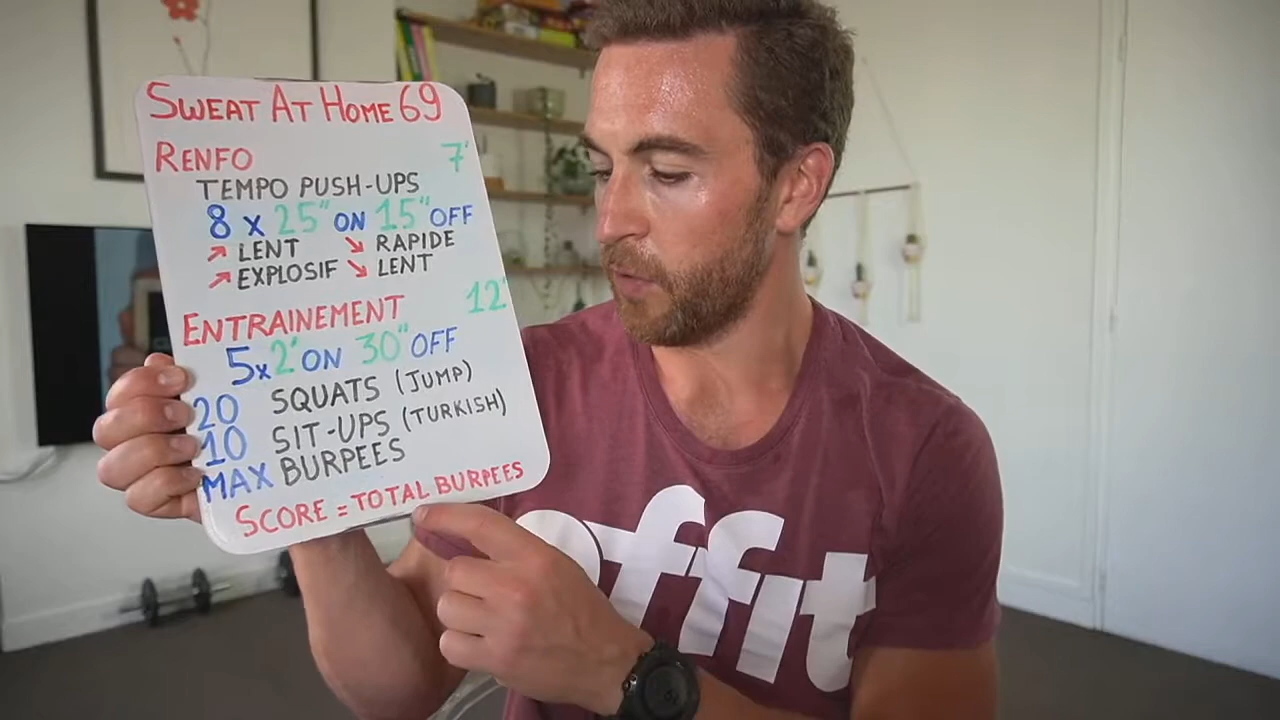 SWEAT AT HOME 69
RENFO 7'
TEMPO PUSH-UPS
8 x 25" ON 15" OFF
↗ LENT ↘ RAPIDE
↗ EXPLOSIF ↘ LENT
ENTRAINEMENT 12'
5x 2' ON 30" OFF
20 SQUATS (JUMP)
10 SIT-UPS (TURKISH)
MAX BURPEES
SCORE = TOTAL BURPEES
offit